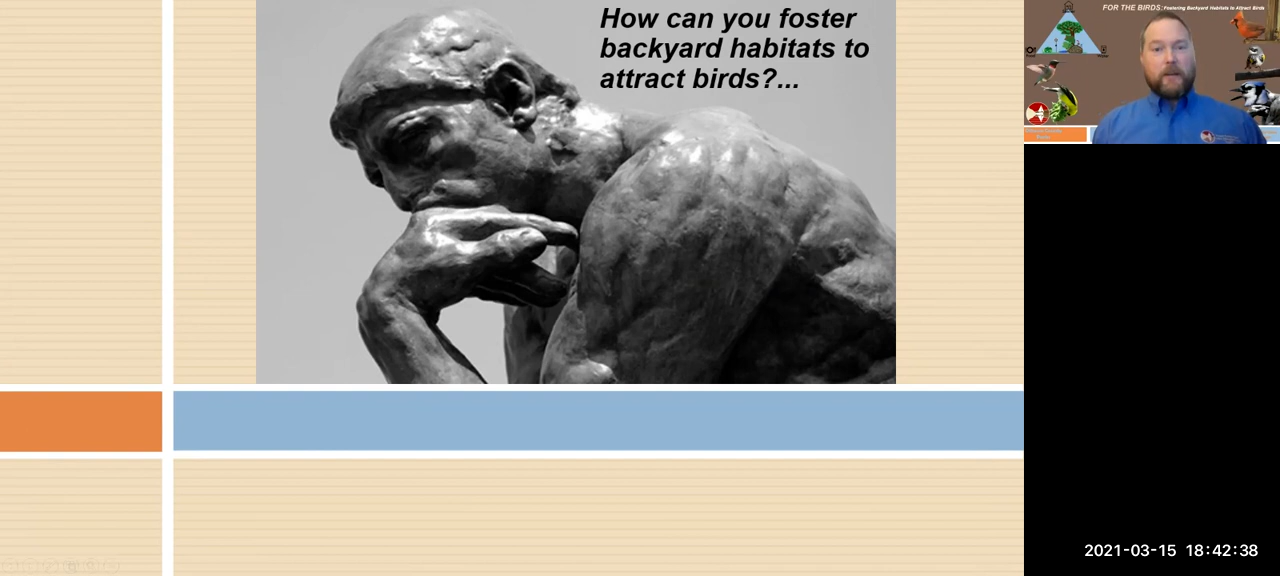 How can you foster
backyard habitats to
attract birds?...
FOR THE BIRDS: Fostering Backyard Habitats to Attract Birds
2021-03-15 18:42:38